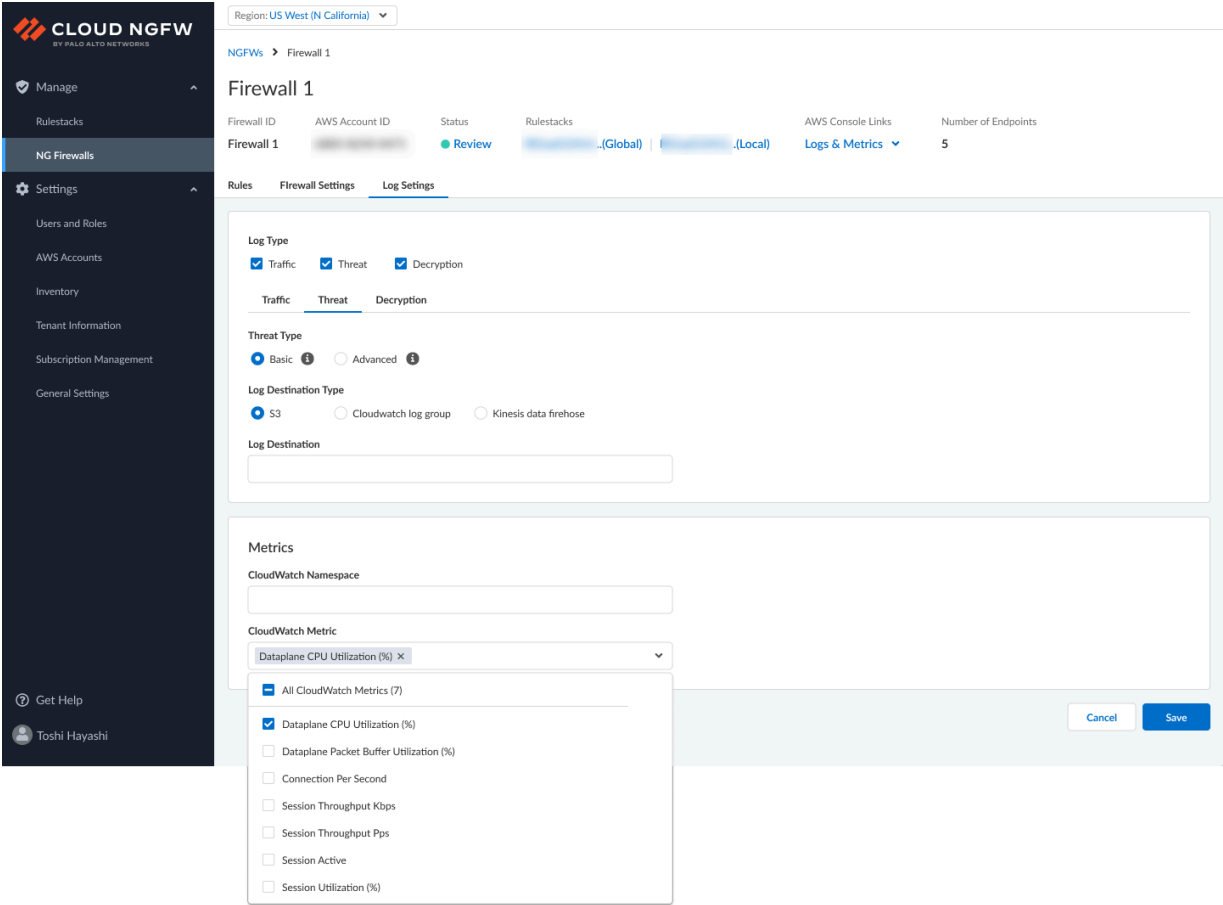 CLOUD NGFW
BY PALO ALTO NETWORKS
Manage
Rulestacks
NG Firewalls
Settings
Users and Roles
AWS Accounts
Inventory
Tenant Information
Subscription Management
General Settings
Get Help
Toshi Hayashi
Region: US West (N California)
NGFWs > Firewall 1
Firewall 1
Firewall ID AWS Account ID Status Rulestacks AWS Console Links Number of Endpoints
Firewall 1 Review ..(Global) | .(Local) Logs & Metrics 5
Rules FIrewall Settings Log Setings
Log Type
Traffic Threat Decryption
Traffic Threat Decryption
Threat Type
Basic Advanced
Log Destination Type
S3 Cloudwatch log group Kinesis data firehose
Log Destination
Metrics
CloudWatch Namespace
CloudWatch Metric
Dataplane CPU Utilization (%) ×
All CloudWatch Metrics (7)
Dataplane CPU Utilization (%)
Dataplane Packet Buffer Utilization (%)
Connection Per Second
Session Throughput Kbps
Session Throughput Pps
Session Active
Session Utilization (%)
Cancel Save